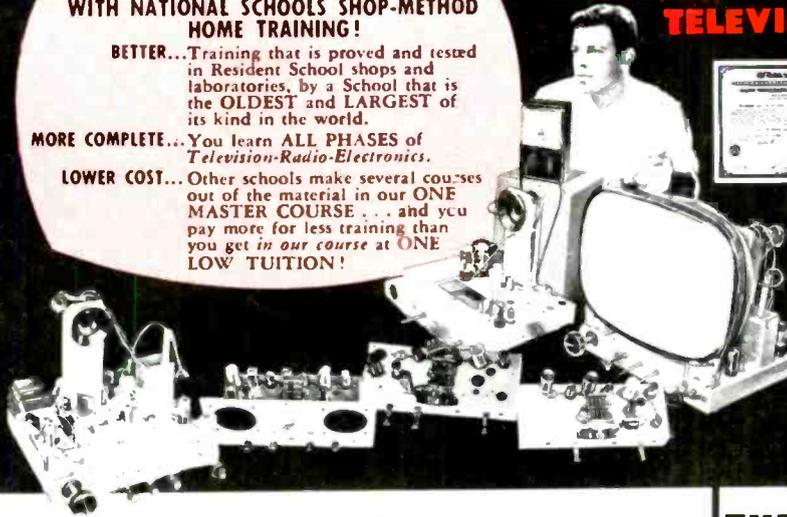 WITH NATIONAL SCHOOLS SHOP-METHOD
HOME TRAINING!
BETTER...Training that is proved and tested
in Resident School shops and
laboratories, by a School that is
the OLDEST and LARGEST of
its kind in the world.
MORE COMPLETE...You learn ALL PHASES of
Television-Radio-Electronics.
LOWER COST...Other schools make several courses
out of the material in our ONE
MASTER COURSE . . . and you
pay more for less training than
you get in our course at ONE
LOW TUITION!
TELEVI